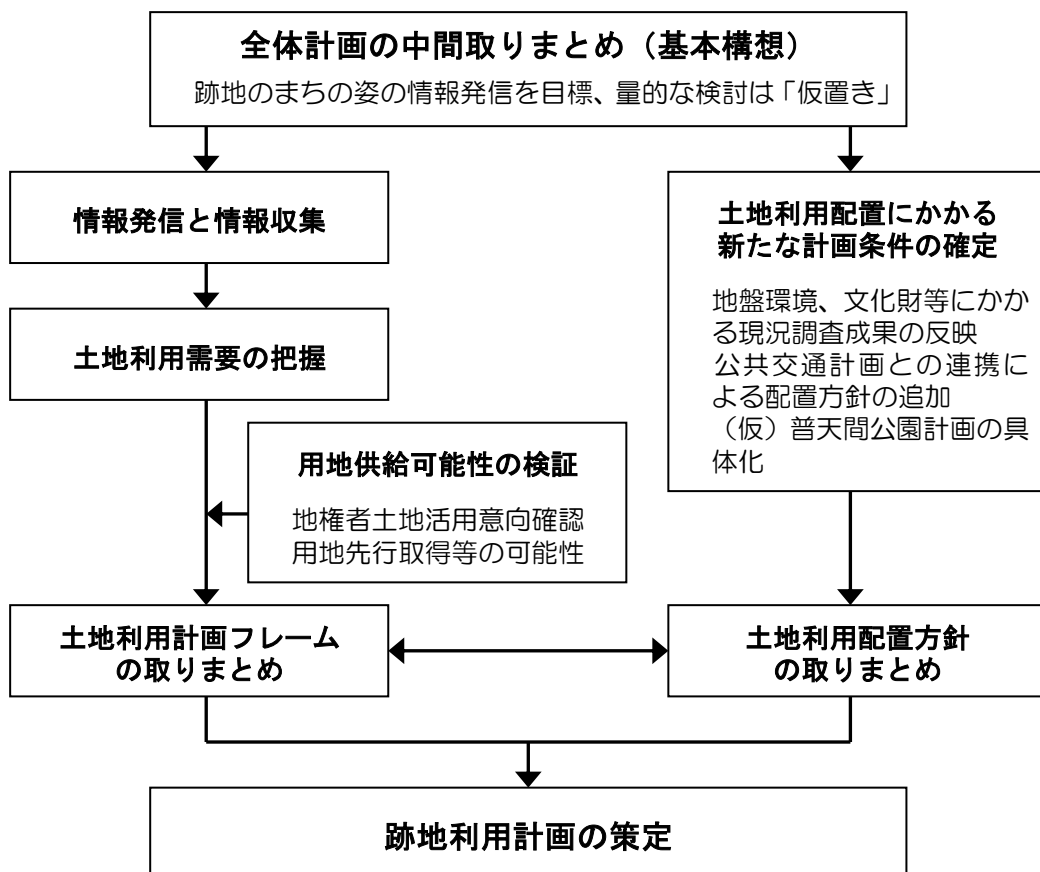 全体計画の中間取りまとめ（基本構想）
跡地のまちの姿の情報発信を目標、量的な検討は「仮置き」
情報発信と情報収集
土地利用需要の把握
用地供給可能性の検証
地権者土地活用意向確認
用地先行取得等の可能性
土地利用計画フレーム
の取りまとめ
土地利用配置にかかる
新たな計画条件の確定
地盤環境、文化財等にかか
る現況調査成果の反映
公共交通計画との連携に
よる配置方針の追加
（仮）普天間公園計画の具
体化
土地利用配置方針
の取りまとめ
跡地利用計画の策定